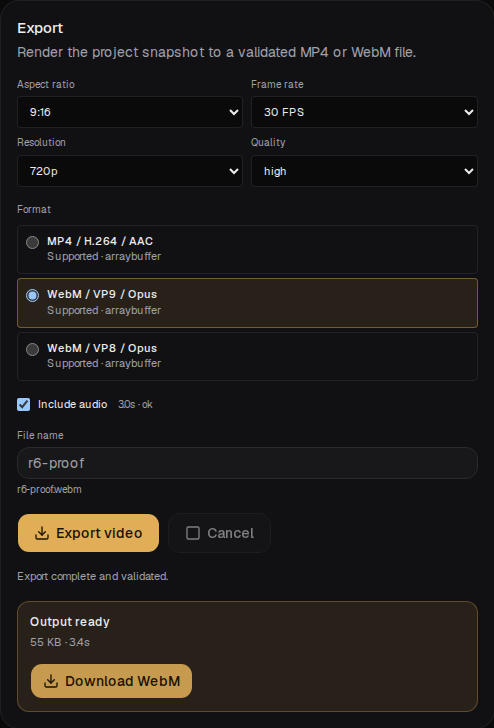 Export
Render the project snapshot to a validated MP4 or WebM file.
Aspect ratio
Frame rate
9:16
30 FPS
Resolution
Quality
720p
high
Format
MP4 / H.264 / AAC
Supported · arraybuffer
WebM / VP9 / Opus
Supported · arraybuffer
WebM / VP8 / Opus
Supported · arraybuffer
Include audio 3.0s · ok
File name
r6-proof
r6-proof.webm
Export video
Cancel
Export complete and validated.
Output ready
55 KB · 3.4s
Download WebM